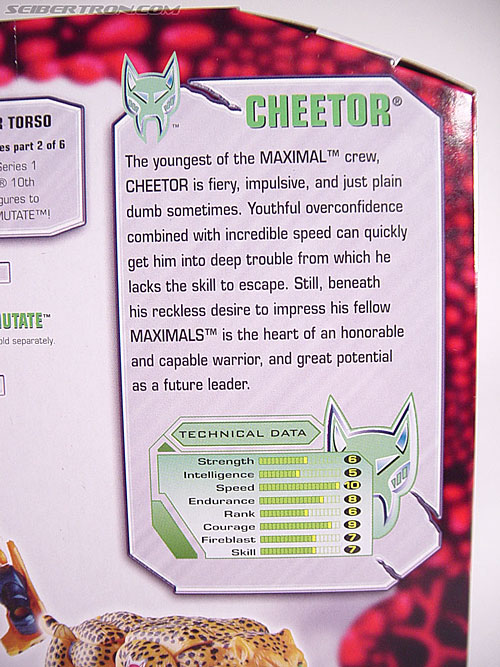 SEIBERTRON.COM
R TORSO
es part 2 of 6
Series 1
® 10th
gures to
MUTATE™!
UTATE™
old separately.
CHEETOR®
™
The youngest of the MAXIMAL™ crew,
CHEETOR is fiery, impulsive, and just plain
dumb sometimes. Youthful overconfidence
combined with incredible speed can quickly
get him into deep trouble from which he
lacks the skill to escape. Still, beneath
his reckless desire to impress his fellow
MAXIMALS™ is the heart of an honorable
and capable warrior, and great potential
as a future leader.
TECHNICAL DATA
Strength 6
Intelligence 5
Speed 10
Endurance 8
Rank 6
Courage 9
Fireblast 7
Skill 7